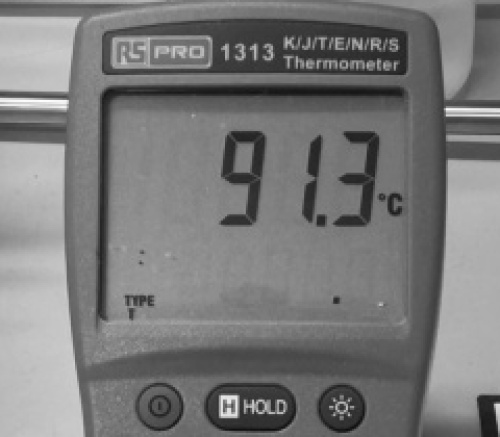 RS PRO 1313 K/J/T/E/N/R/S
Thermometer
91.3 °C
TYPE
T
H HOLD